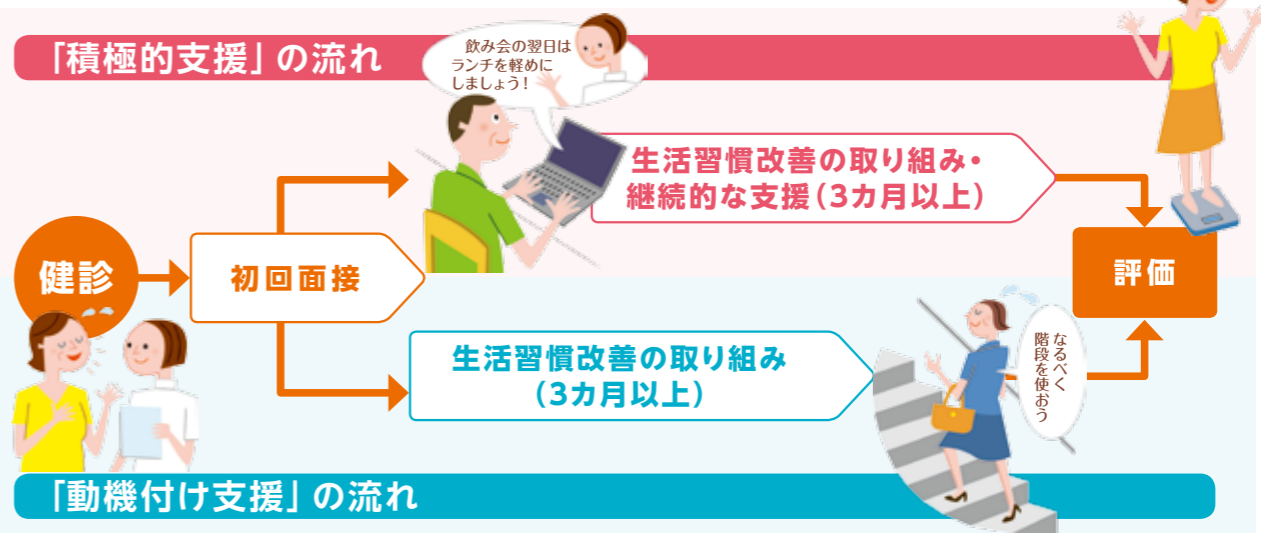 「積極的支援」の流れ
飲み会の翌日は
ランチを軽めに
しましょう！
生活習慣改善の取り組み・
継続的な支援（3カ月以上）
健診
初回面接
評価
生活習慣改善の取り組み
（3カ月以上）
なるべく
階段を使おう
「動機付け支援」の流れ